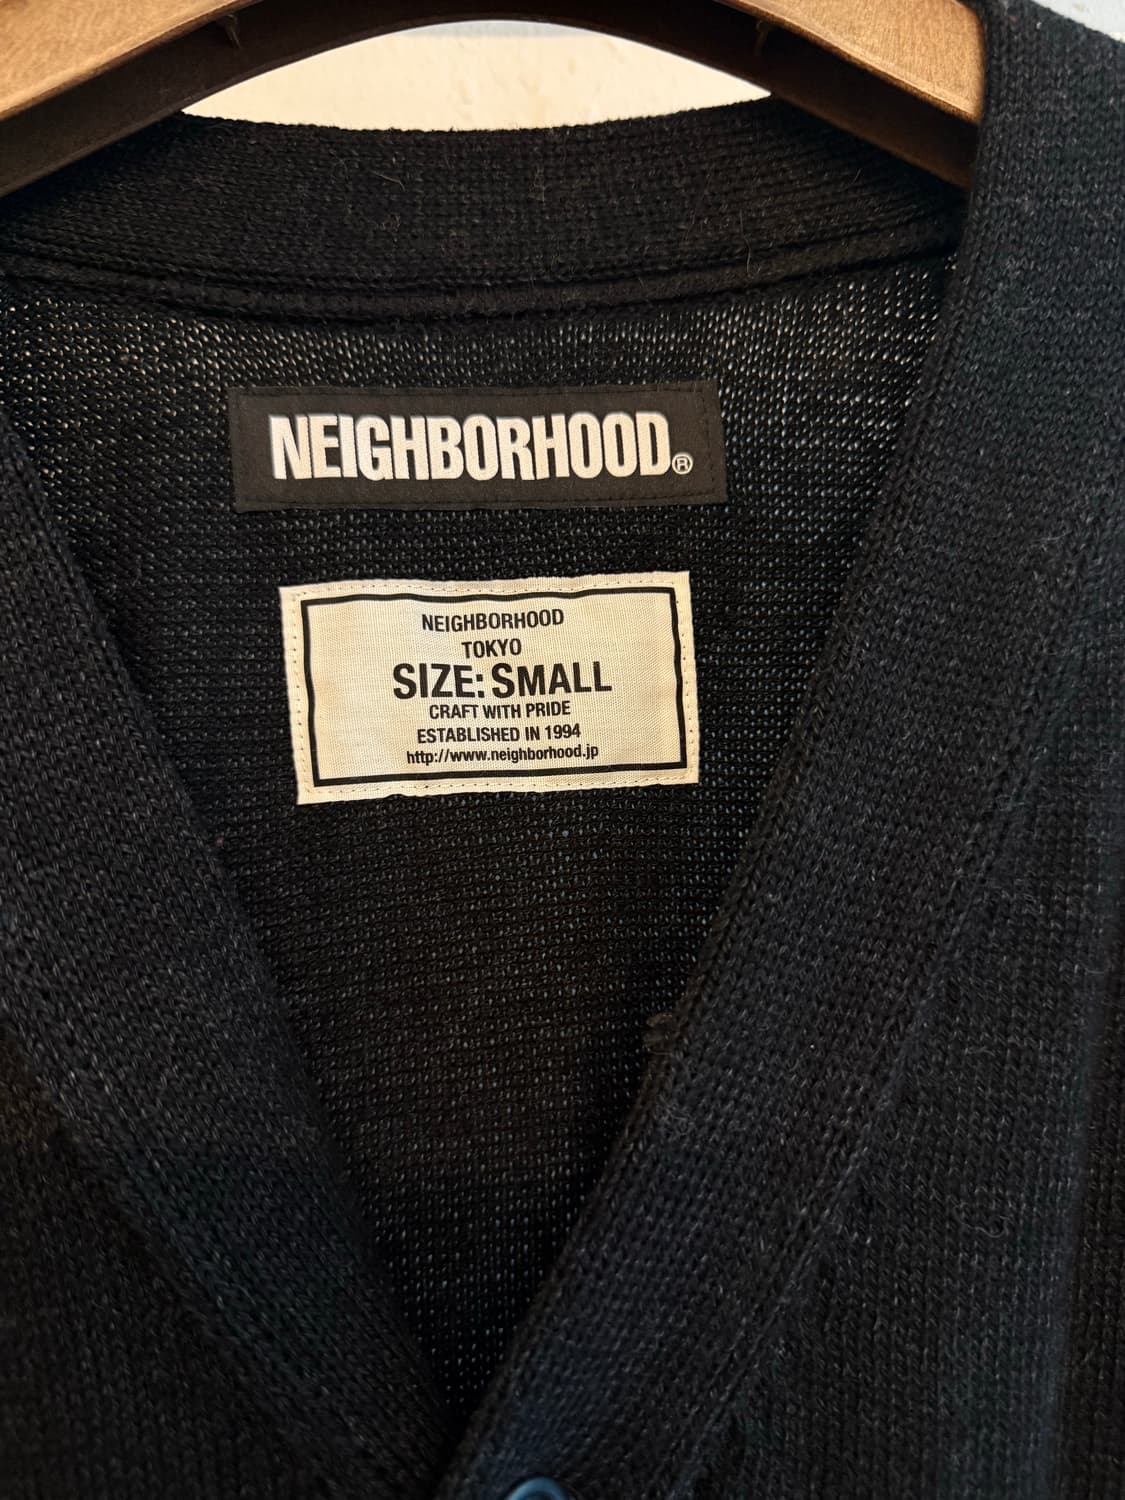 NEIGHBORHOOD®
NEIGHBORHOOD
TOKYO
SIZE: SMALL
CRAFT WITH PRIDE
ESTABLISHED IN 1994
http://www.neighborhood.jp